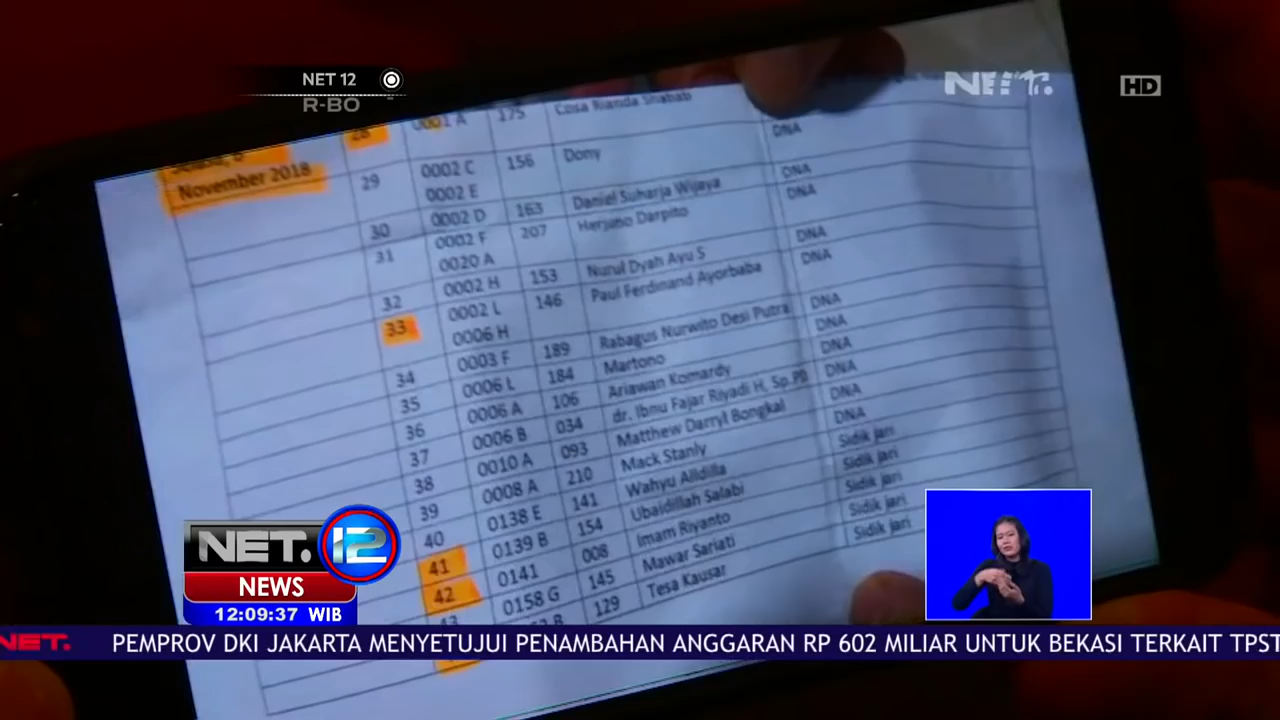 NET 12
R-BO
NET.
HD
28 0001 A 175 Cosa Rianda Shabab
November 2018
DNA
29 0002 C 156 Dony
0002 E
DNA
30 0002 D 163 Daniel Suharja Wijaya DNA
31 0002 F 207 Herjuno Darpito
0020 A
DNA
32 0002 H 153 Nurul Dyah Ayu S DNA
33 0002 L 146 Paul Ferdinand Ayorbaba
0006 H
34 0003 F 189 Rabagus Nurwito Desi Putra DNA
35 0006 L 184 Martono DNA
36 0006 A 106 Ariawan Komardy DNA
37 0006 B 034 dr. Ibnu Fajar Riyadi H, Sp.PD DNA
38 0010 A 093 Matthew Darryl Bongkal DNA
39 0008 A 210 Mack Stanly DNA
40 0138 E 141 Wahyu Alldilla Sidik jari
41 0139 B 154 Ubaidillah Salabi Sidik jari
42 0141 008 Imam Riyanto Sidik jari
0158 G 145 Mawar Sariati Sidik jari
129 Tesa Kausar Sidik jari
NET. 12
NEWS
12:09:37 WIB
NET. PEMPROV DKI JAKARTA MENYETUJUI PENAMBAHAN ANGGARAN RP 602 MILIAR UNTUK BEKASI TERKAIT TPST